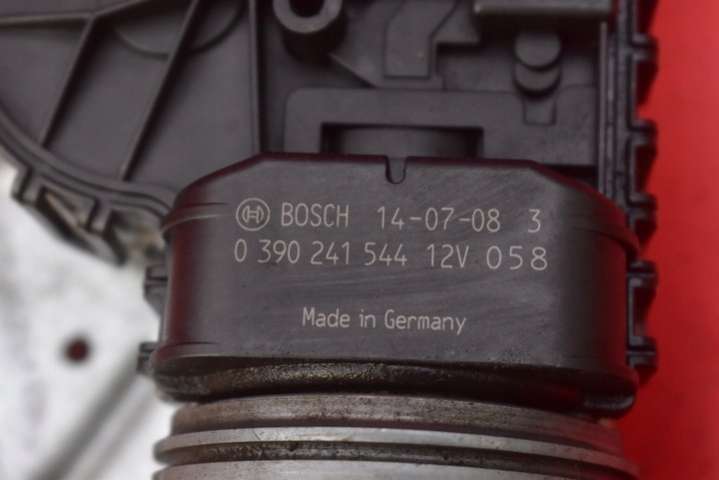 BOSCH 14-07-08 3
0 390 241 544 12V 058
Made in Germany